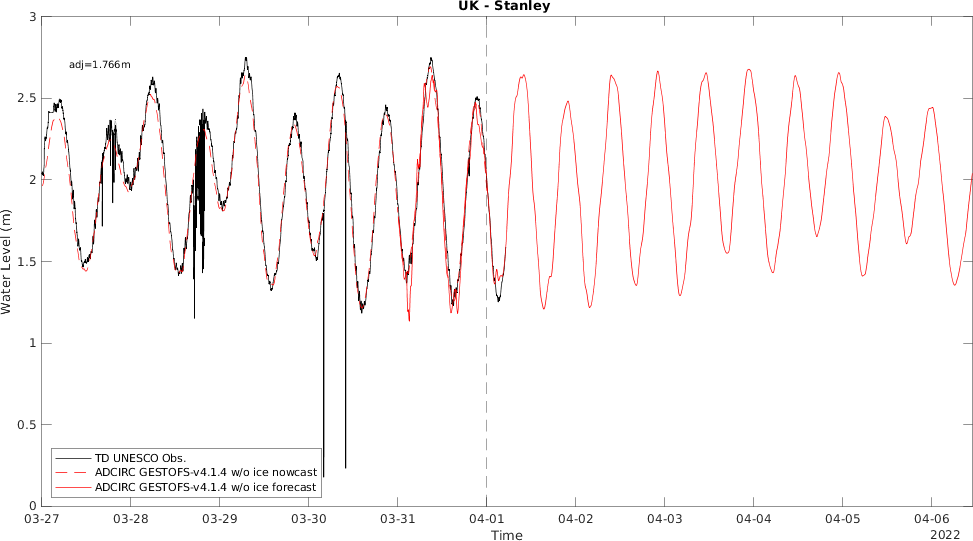 UK - Stanley
adj=1.766m
3
2.5
2
1.5
1
0.5
0
Water Level (m)
TD UNESCO Obs.
ADCIRC GESTOFS-v4.1.4 w/o ice nowcast
ADCIRC GESTOFS-v4.1.4 w/o ice forecast
03-27 03-28 03-29 03-30 03-31 04-01 04-02 04-03 04-04 04-05 04-06
Time
2022